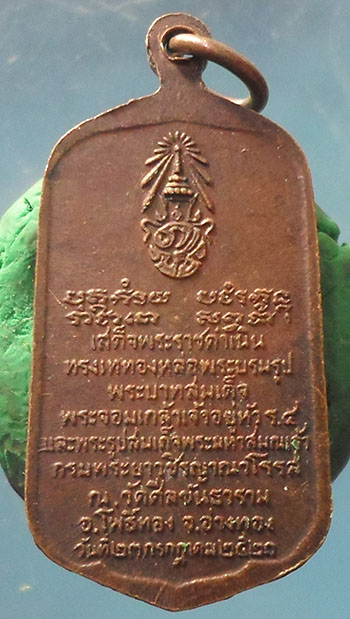 เสด็จพระราชดำเนิน
ทรงเททองหล่อพระบรมรูป
พระบาทสมเด็จ
พระจอมเกล้าเจ้าอยู่หัว ร.๔
และพระรูปสมเด็จพระมหาสมณเจ้า
กรมพระยาวชิรญาณวโรรส
ณ.วัดศีลขันธาราม
อ.โพธิ์ทอง จ.อ่างทอง
วันที่๒๓กรกฎาคม๒๕๒๑